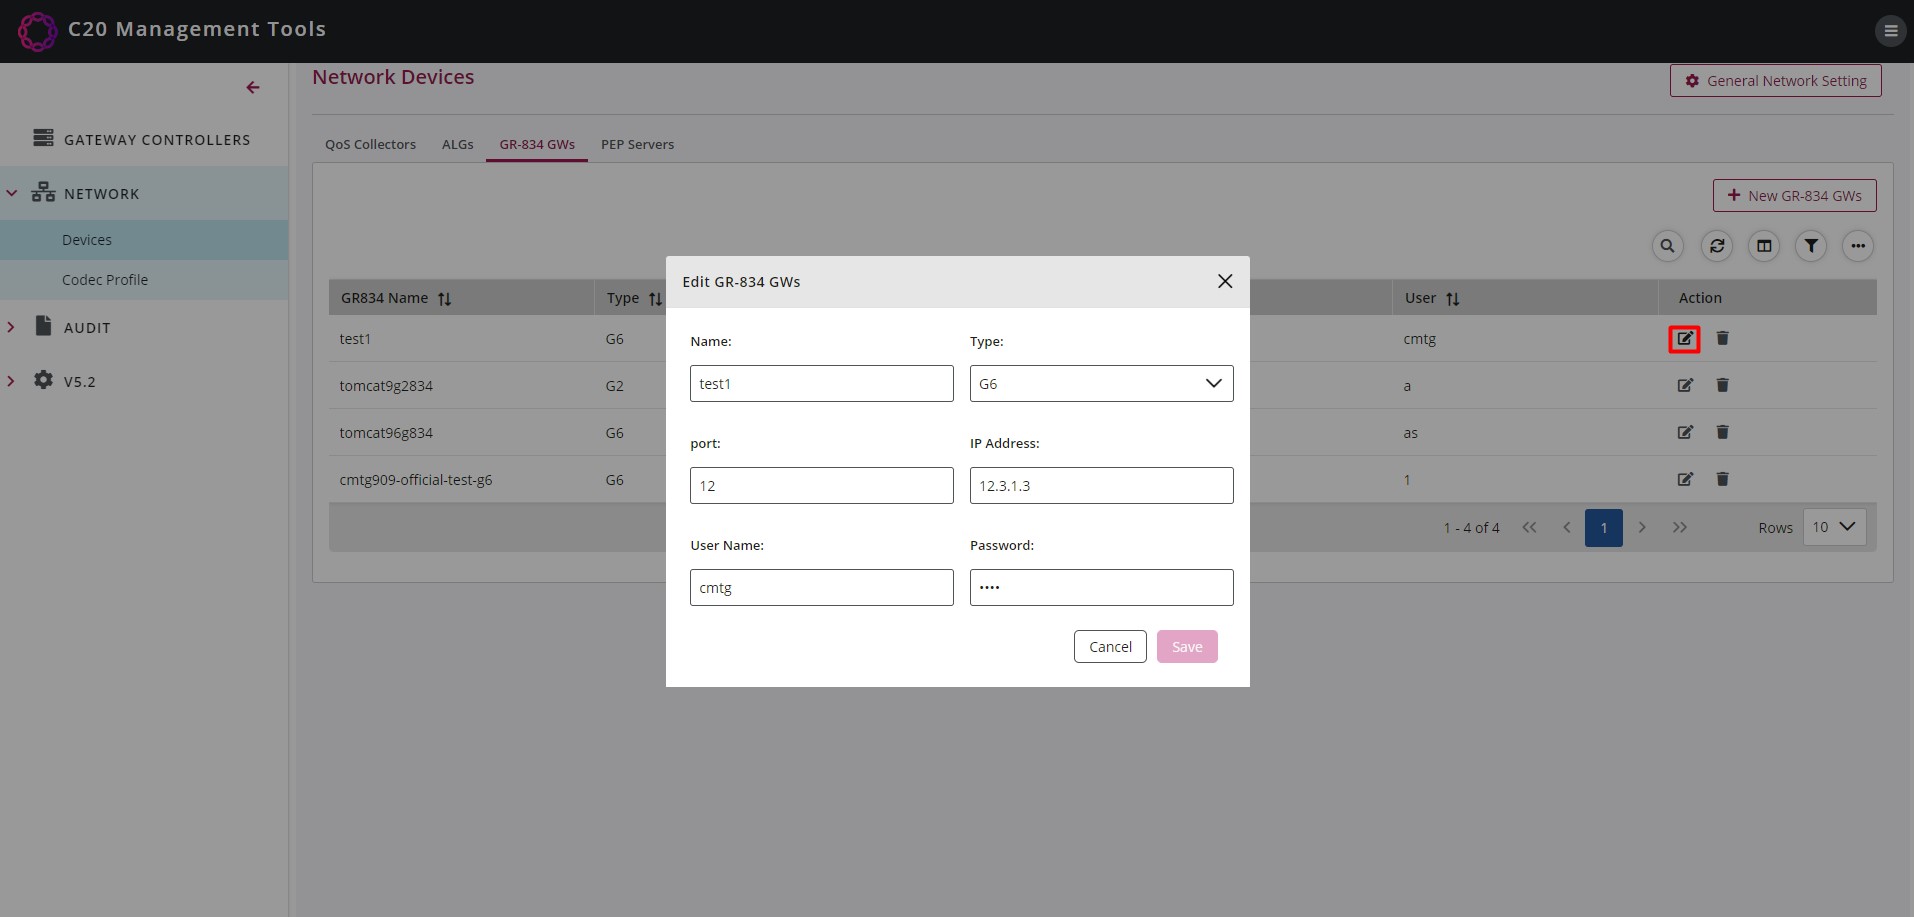 C20 Management Tools
Network Devices
General Network Setting
GATEWAY CONTROLLERS
NETWORK
Devices
Codec Profile
AUDIT
V5.2
QoS Collectors ALGs GR-834 GWs PEP Servers
New GR-834 GWs
GR834 Name Type User Action
test1 G6 cmtg
tomcat9g2834 G2 a
tomcat96g834 G6 as
cmtg909-official-test-g6 G6 1
1 - 4 of 4 << < 1 > >> Rows 10
Edit GR-834 GWs
Name: Type:
test1 G6
port: IP Address:
12 12.3.1.3
User Name: Password:
cmtg ••••
Cancel Save